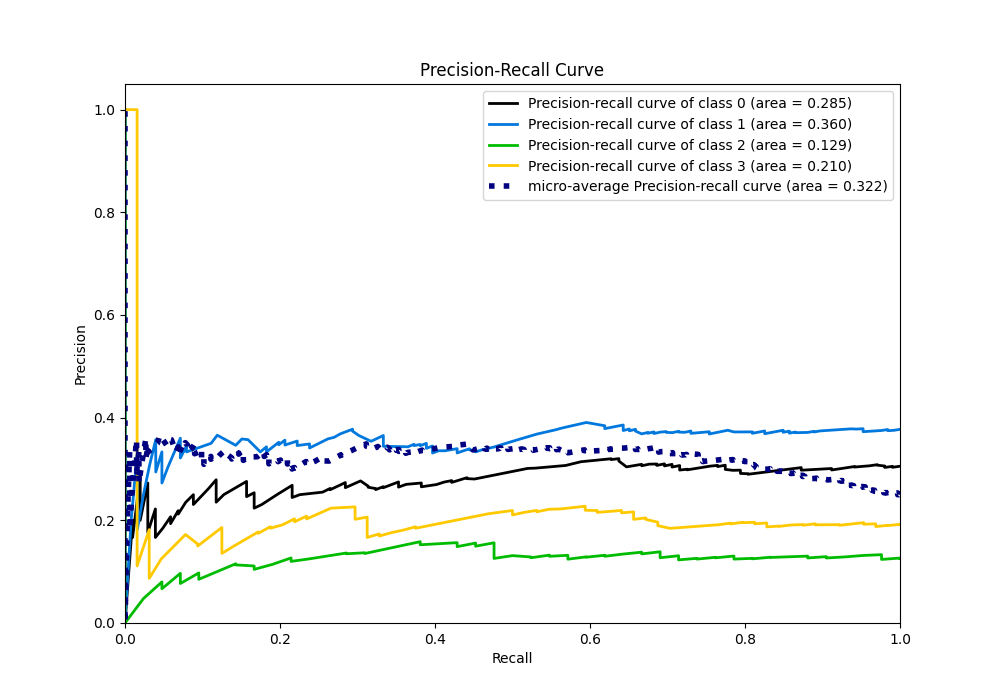 Precision-Recall Curve
Precision-recall curve of class 0 (area = 0.285)
Precision-recall curve of class 1 (area = 0.360)
Precision-recall curve of class 2 (area = 0.129)
Precision-recall curve of class 3 (area = 0.210)
micro-average Precision-recall curve (area = 0.322)
Precision
1.0
0.8
0.6
0.4
0.2
0.0
0.0 0.2 0.4 0.6 0.8 1.0
Recall